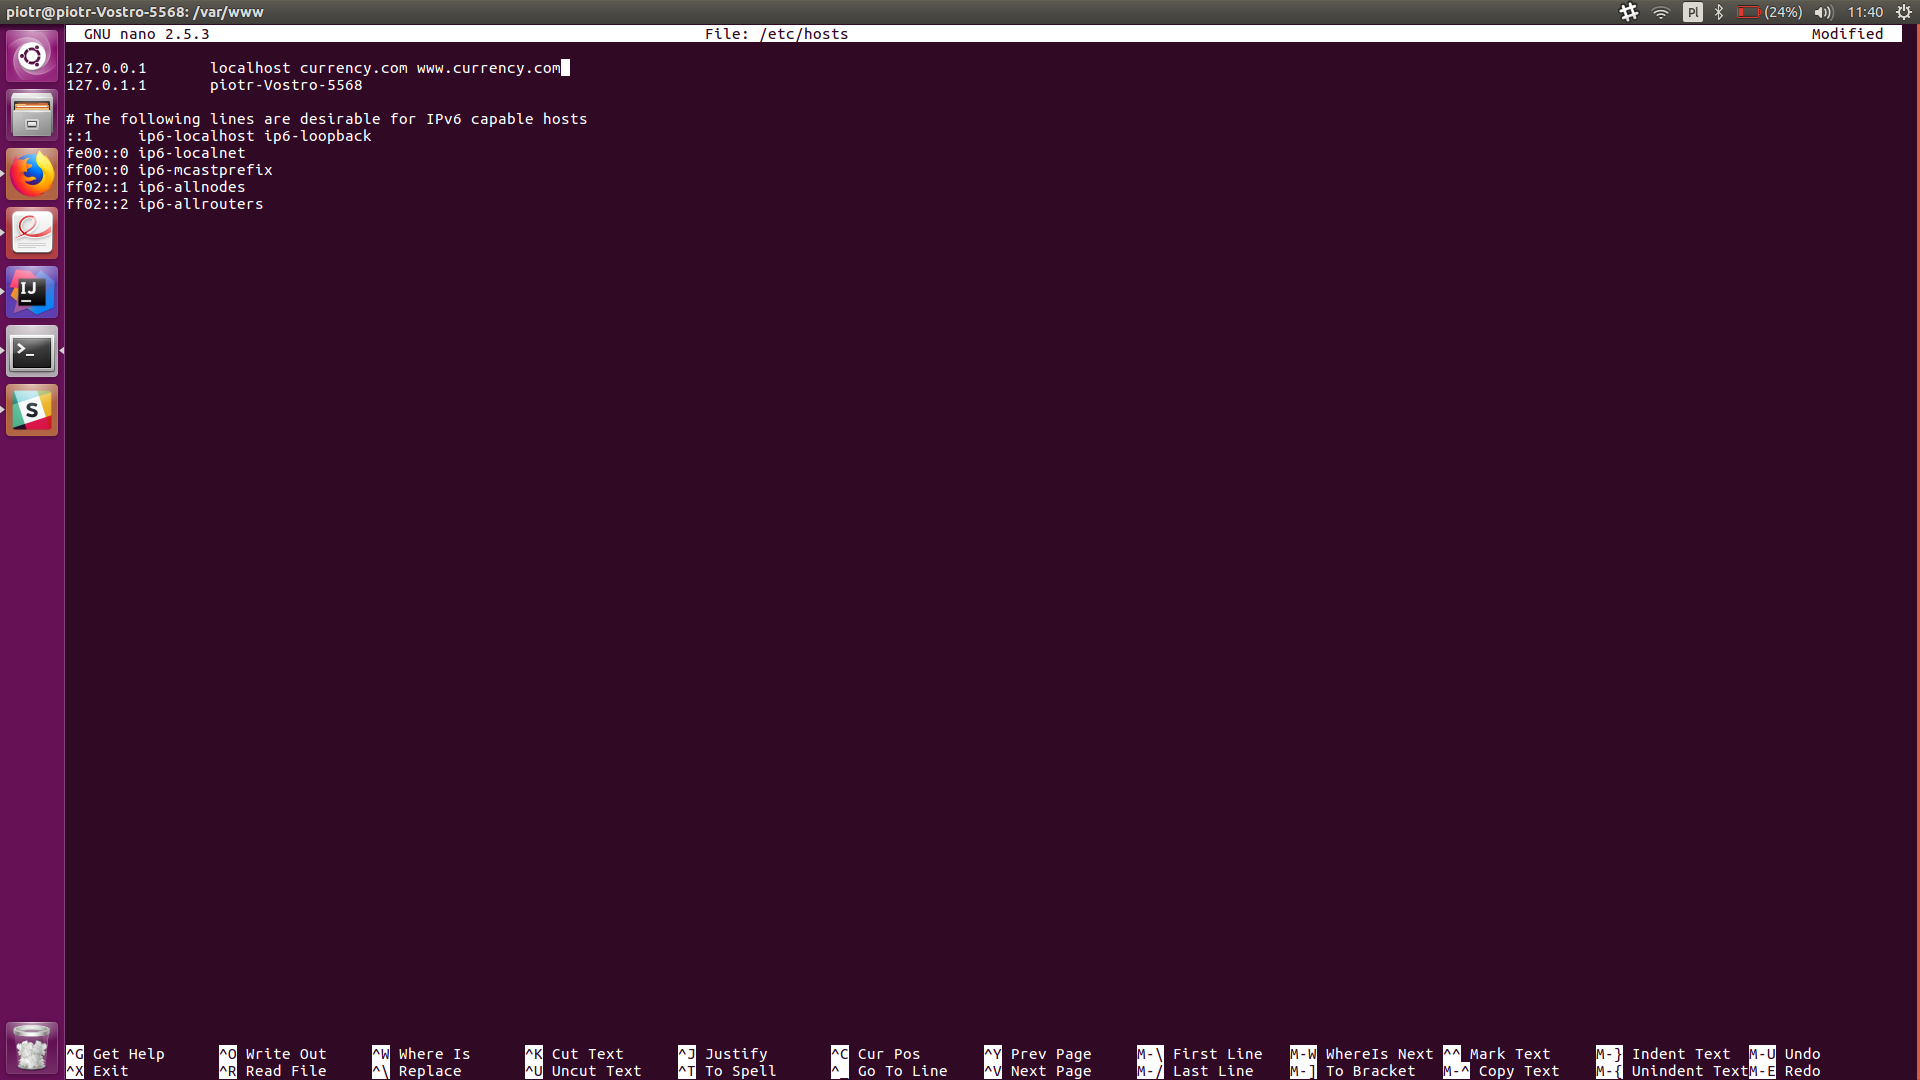 piotr@piotr-Vostro-5568: /var/www Pl (24%) 11:40
GNU nano 2.5.3 File: /etc/hosts Modified
127.0.0.1 localhost currency.com www.currency.com
127.0.1.1 piotr-Vostro-5568
# The following lines are desirable for IPv6 capable hosts
::1 ip6-localhost ip6-loopback
fe00::0 ip6-localnet
ff00::0 ip6-mcastprefix
ff02::1 ip6-allnodes
ff02::2 ip6-allrouters
IJ
>_
S
^G Get Help ^O Write Out ^W Where Is ^K Cut Text ^J Justify ^C Cur Pos ^Y Prev Page M-\ First Line M-W WhereIs Next ^^ Mark Text M-} Indent Text M-U Undo
^X Exit ^R Read File ^\ Replace ^U Uncut Text ^T To Spell ^_ Go To Line ^V Next Page M-/ Last Line M-] To Bracket M-^ Copy Text M-{ Unindent Text M-E Redo